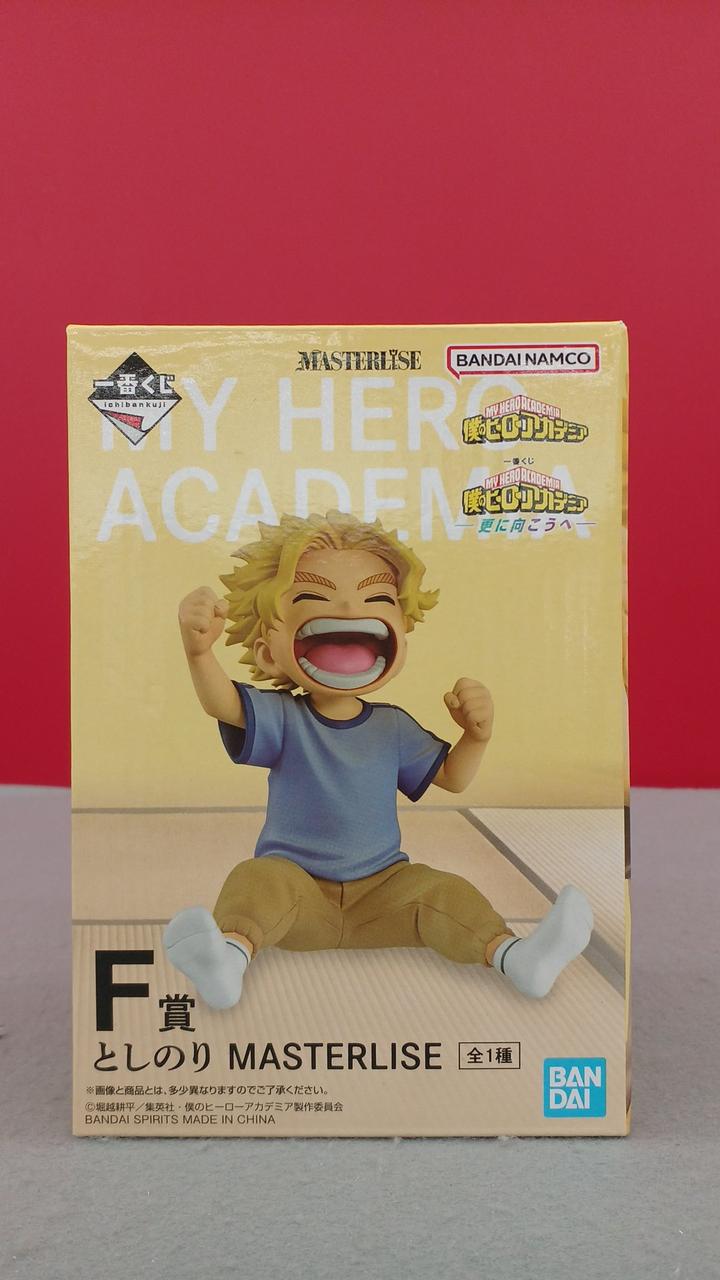 一番くじ
ichibankuji
MASTERLISE
BANDAI NAMCO
MY HERO
ACADEMIA
MY HERO ACADEMIA
僕のヒーローアカデミア
一番くじ
MY HERO ACADEMIA
僕のヒーローアカデミア
―更に向こうへ―
F賞
としのり MASTERLISE 全1種
※画像と商品とは、多少異なりますのでご了承ください。
©堀越耕平/集英社・僕のヒーローアカデミア製作委員会
BANDAI SPIRITS MADE IN CHINA
BAN
DAI